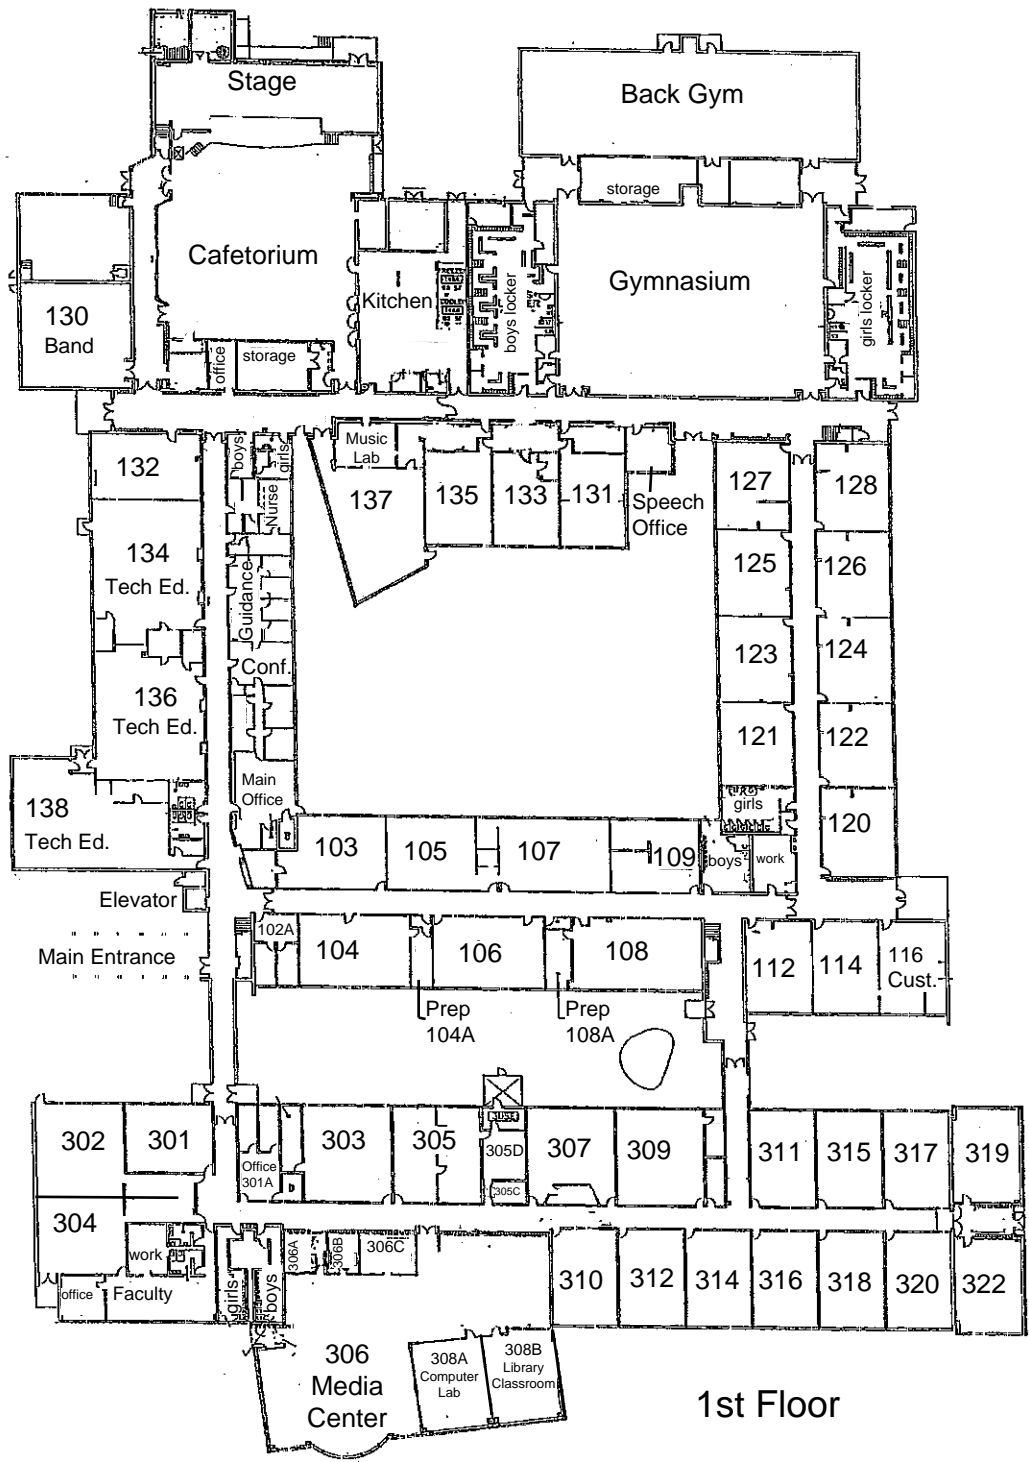 Stage
Back Gym
storage
Cafetorium
Kitchen
boys locker
Gymnasium
girls locker
130
Band
office
storage
boys
girls
Music
Lab
132
137
135
133
131
Speech
Office
127
128
Nurse
134
Tech Ed.
Guidance
125
126
Conf.
123
124
136
Tech Ed.
121
122
Main
Office
girls
138
Tech Ed.
103
105
107
109
boys
work
120
Elevator
102A
104
106
108
112
114
116
Cust.
Main Entrance
Prep
104A
Prep
108A
302
301
303
305
305D
305C
307
309
311
315
317
319
Office
301A
304
work
306A
306B
306C
310
312
314
316
318
320
322
office
Faculty
girls
boys
306
Media
Center
308A
Computer
Lab
308B
Library
Classroom
1st Floor